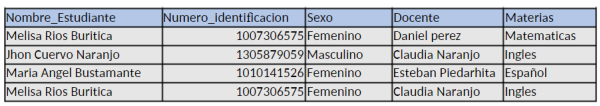 Nombre_Estudiante Numero_identificacion Sexo Docente Materias
Melisa Rios Buritica 1007306575 Femenino Daniel perez Matematicas
Jhon Cuervo Naranjo 1305879059 Masculino Claudia Naranjo Ingles
Maria Angel Bustamante 1010141526 Femenino Esteban Piedarhita Español
Melisa Rios Buritica 1007306575 Femenino Claudia Naranjo Ingles